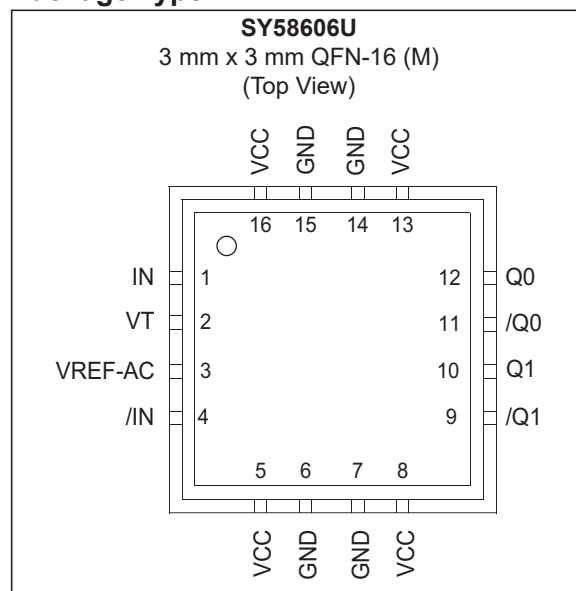 SY58606U
3 mm x 3 mm QFN-16 (M)
(Top View)
VCC GND GND VCC
16 15 14 13
IN 1 12 Q0
VT 2 11 /Q0
VREF-AC 3 10 Q1
/IN 4 9 /Q1
5 6 7 8
VCC GND GND VCC